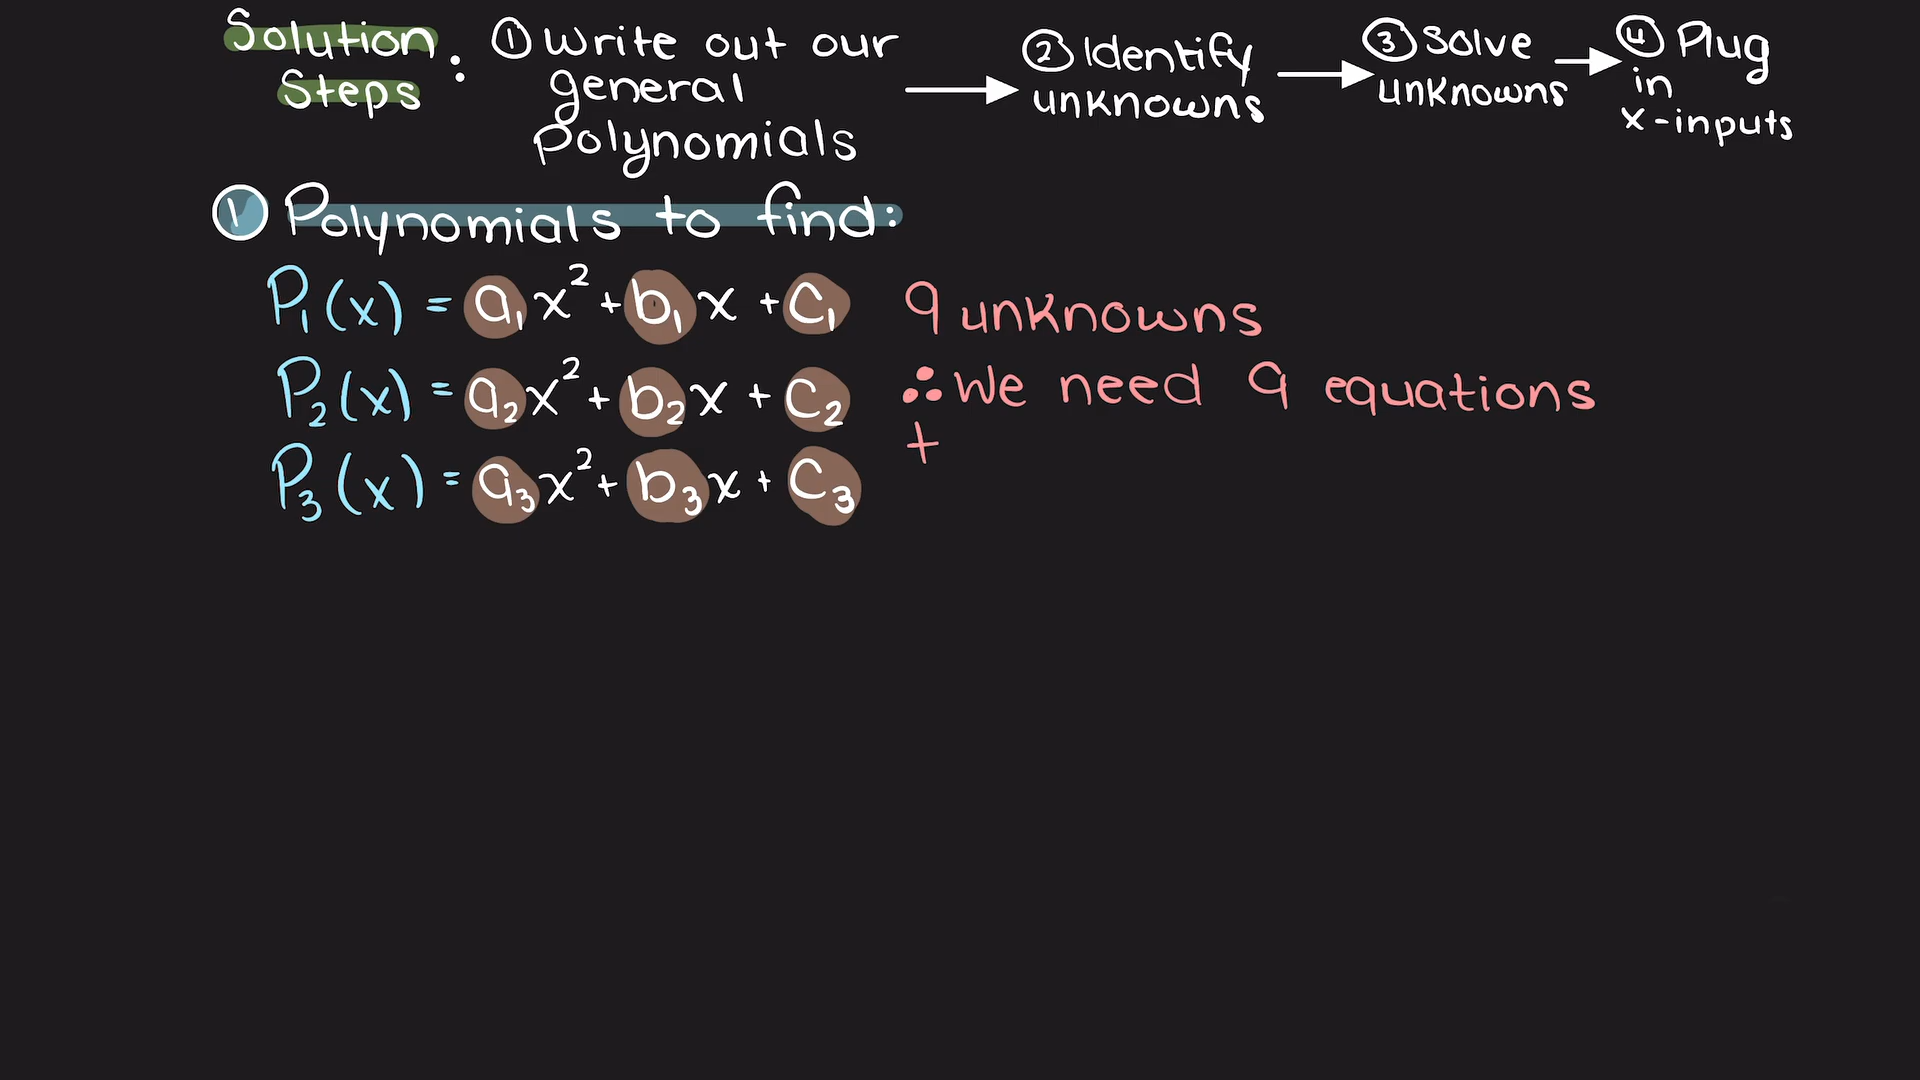 Solution Steps: ① Write out our general polynomials → ② Identify unknowns → ③ Solve unknowns → ④ Plug in x-inputs
① Polynomials to find:
P₁(x) = a₁x² + b₁x + c₁
9 unknowns
P₂(x) = a₂x² + b₂x + c₂
∴ We need 9 equations
t
P₃(x) = a₃x² + b₃x + c₃